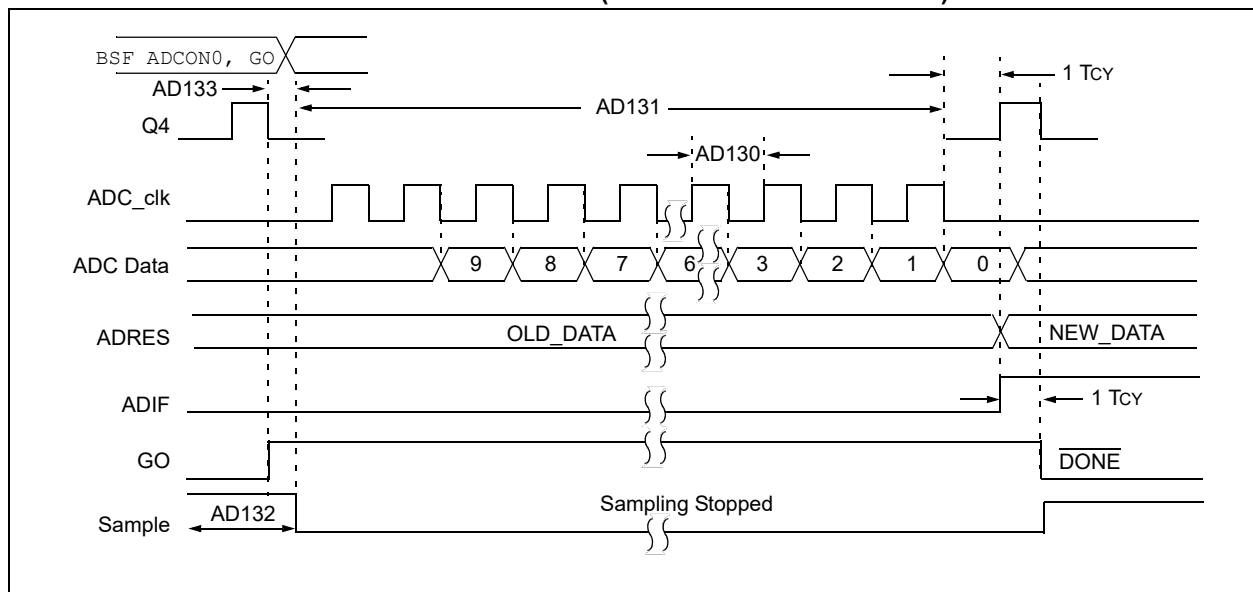 BSF ADCON0, GO
1 TCY
AD133
AD131
Q4
AD130
ADC_clk
ADC Data 9 8 7 6 3 2 1 0
ADRES OLD_DATA NEW_DATA
ADIF 1 TCY
GO DONE
Sampling Stopped
Sample AD132